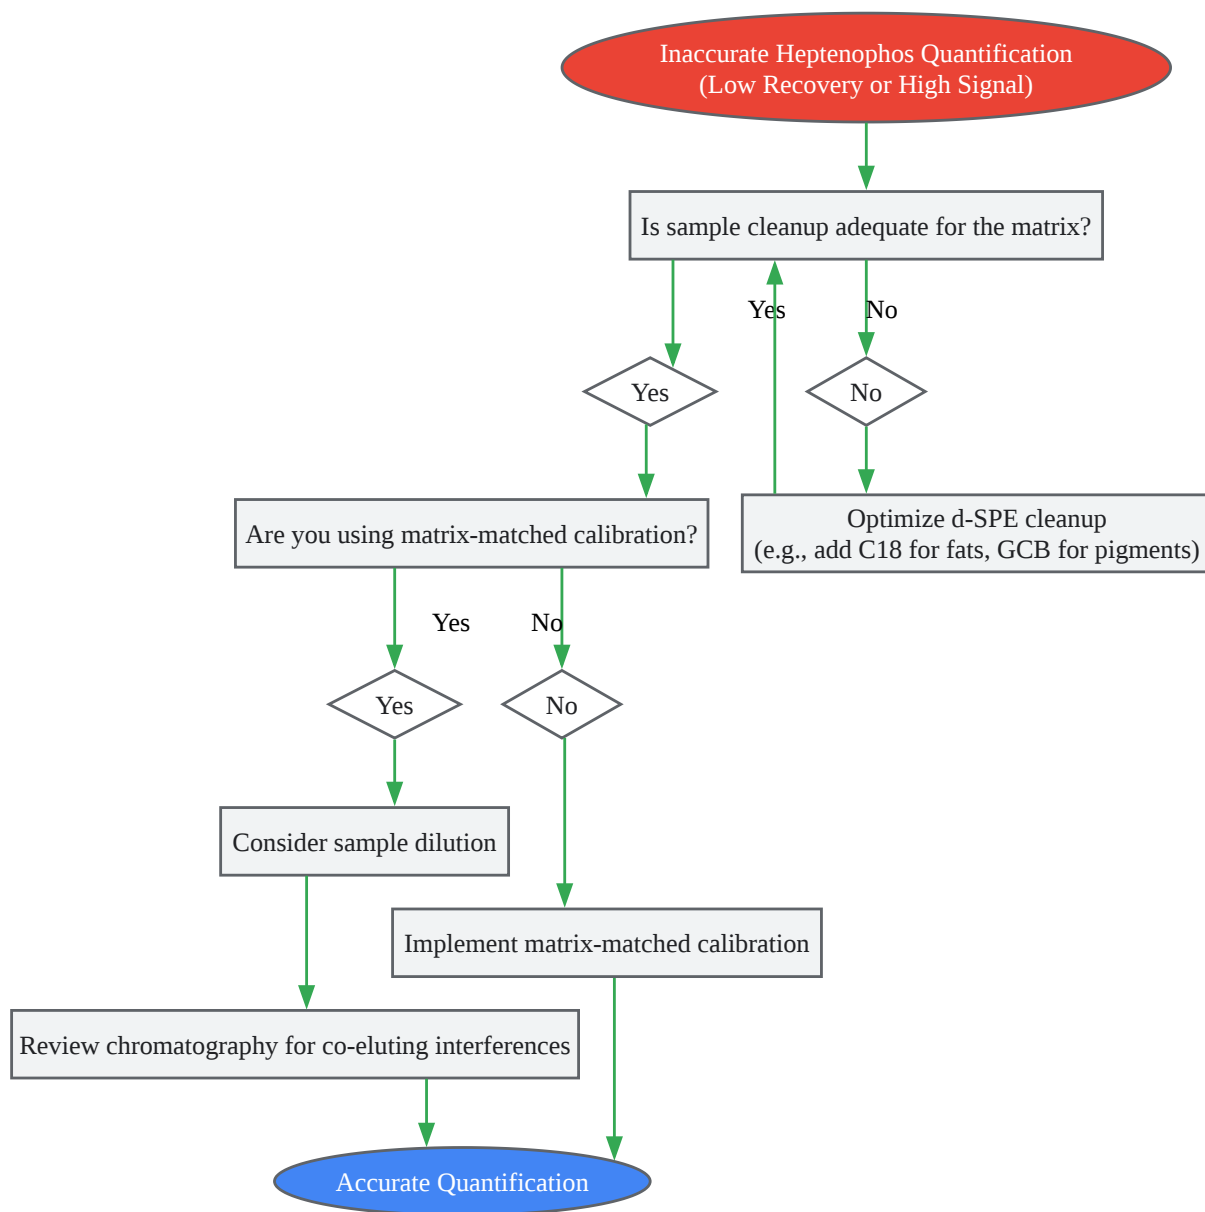 Inaccurate Heptenophos Quantification
(Low Recovery or High Signal)
Is sample cleanup adequate for the matrix?
Yes
No
Yes
No
Are you using matrix-matched calibration?
Optimize d-SPE cleanup
(e.g., add C18 for fats, GCB for pigments)
Yes
No
Yes
No
Consider sample dilution
Implement matrix-matched calibration
Review chromatography for co-eluting interferences
Accurate Quantification